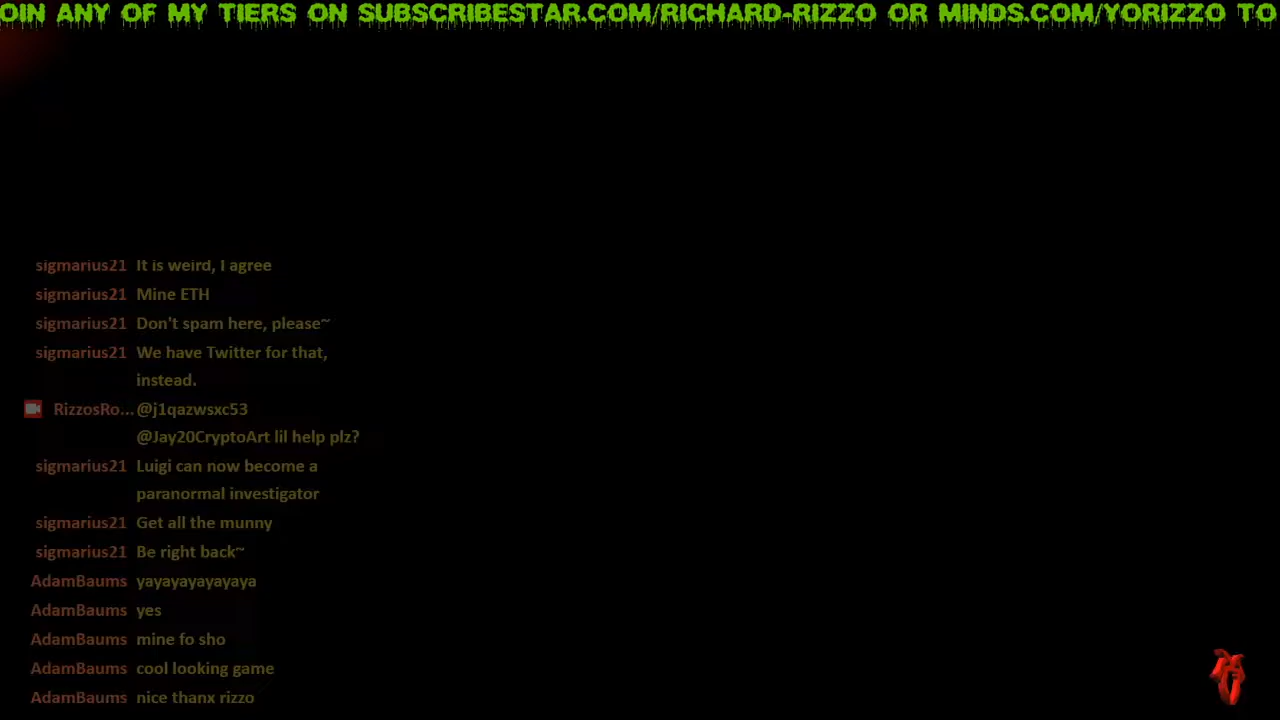 OIN ANY OF MY TIERS ON SUBSCRIBESTAR.COM/RICHARD-RIZZO OR MINDS.COM/YORIZZO TO
sigmarius21 It is weird, I agree
sigmarius21 Mine ETH
sigmarius21 Don't spam here, please~
sigmarius21 We have Twitter for that,
instead.
RizzosRo... @j1qazwsxc53
@Jay20CryptoArt lil help plz?
sigmarius21 Luigi can now become a
paranormal investigator
sigmarius21 Get all the munny
sigmarius21 Be right back~
AdamBaums yayayayayayaya
AdamBaums yes
AdamBaums mine fo sho
AdamBaums cool looking game
AdamBaums nice thanx rizzo